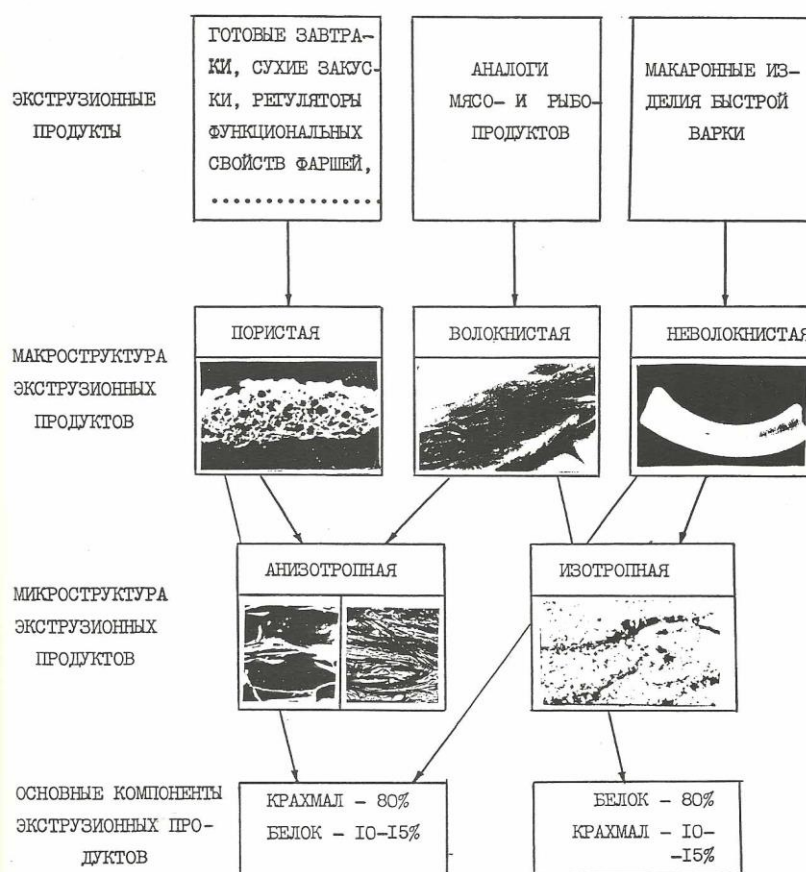 ЭКСТРУЗИОННЫЕ
ПРОДУКТЫ
ГОТОВЫЕ ЗАВТРА-
КИ, СУХИЕ ЗАКУС-
КИ, РЕГУЛЯТОРЫ
ФУНКЦИОНАЛЬНЫХ
СВОЙСТВ ФАРШЕЙ,
................
АНАЛОГИ
МЯСО- И РЫБО-
ПРОДУКТОВ
МАКАРОННЫЕ ИЗ-
ДЕЛИЯ БЫСТРОЙ
ВАРКИ
МАКРОСТРУКТУРА
ЭКСТРУЗИОННЫХ
ПРОДУКТОВ
ПОРИСТАЯ
ВОЛОКНИСТАЯ
НЕВОЛОКНИСТАЯ
МИКРОСТРУКТУРА
ЭКСТРУЗИОННЫХ
ПРОДУКТОВ
АНИЗОТРОПНАЯ
ИЗОТРОПНАЯ
ОСНОВНЫЕ КОМПОНЕНТЫ
ЭКСТРУЗИОННЫХ ПРО-
ДУКТОВ
КРАХМАЛ - 80%
БЕЛОК - 10-15%
БЕЛОК - 80%
КРАХМАЛ - 10-
-15%